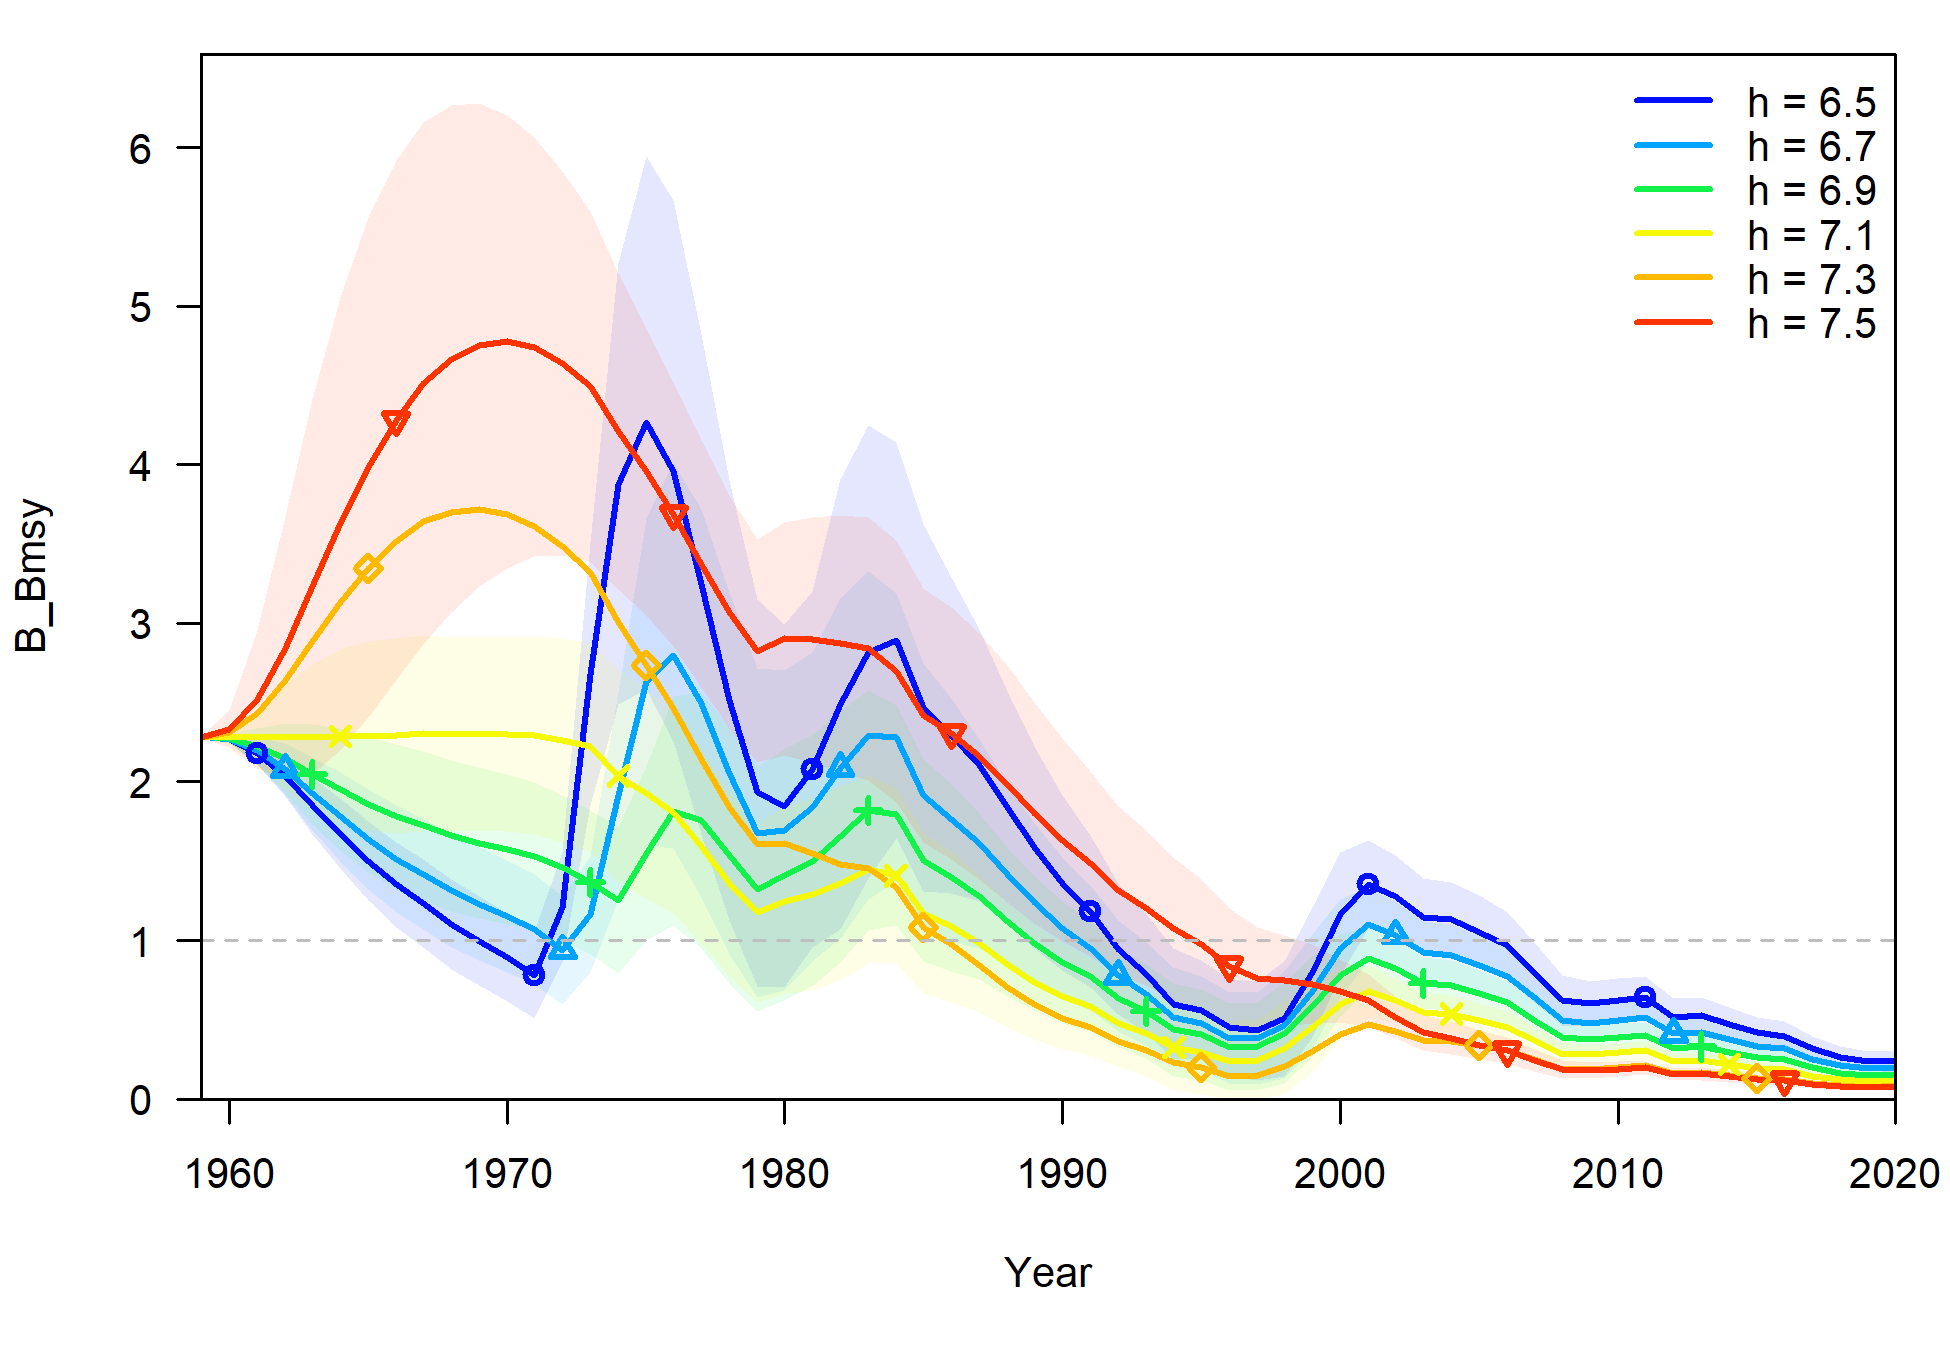 h = 6.5
h = 6.7
h = 6.9
h = 7.1
h = 7.3
h = 7.5
6
5
4
3
2
1
0
B_Bmsy
1960 1970 1980 1990 2000 2010 2020
Year